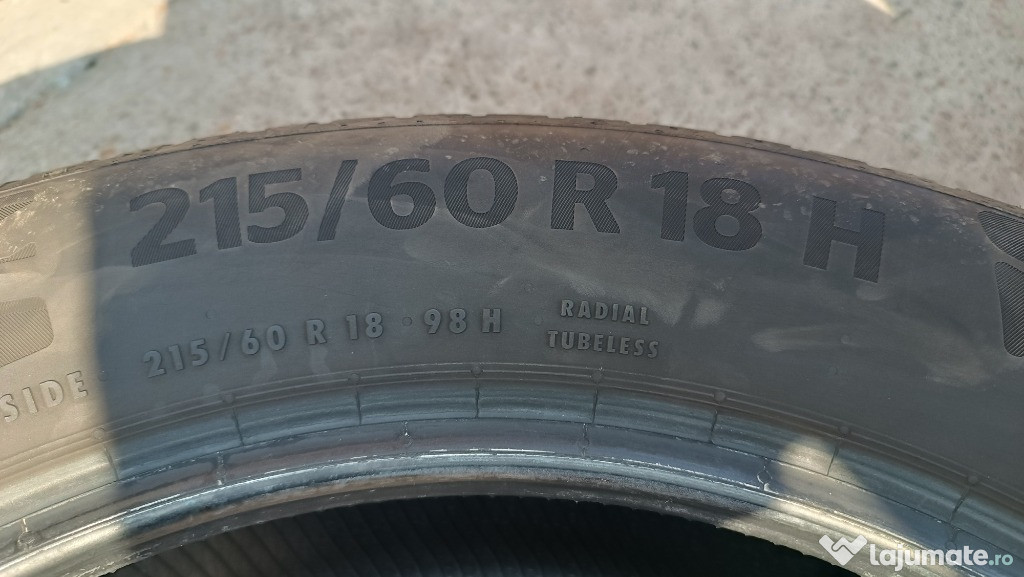 215/60 R 18 H
215/60 R 18 · 98 H
RADIAL
TUBELESS
SIDE
lajumate.ro